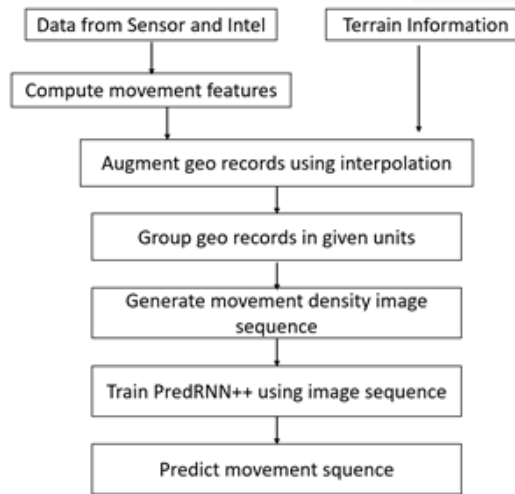 Data from Sensor and Intel
Terrain Information
Compute movement features
Augment geo records using interpolation
Group geo records in given units
Generate movement density image
sequence
Train PredRNN++ using image sequence
Predict movement squence